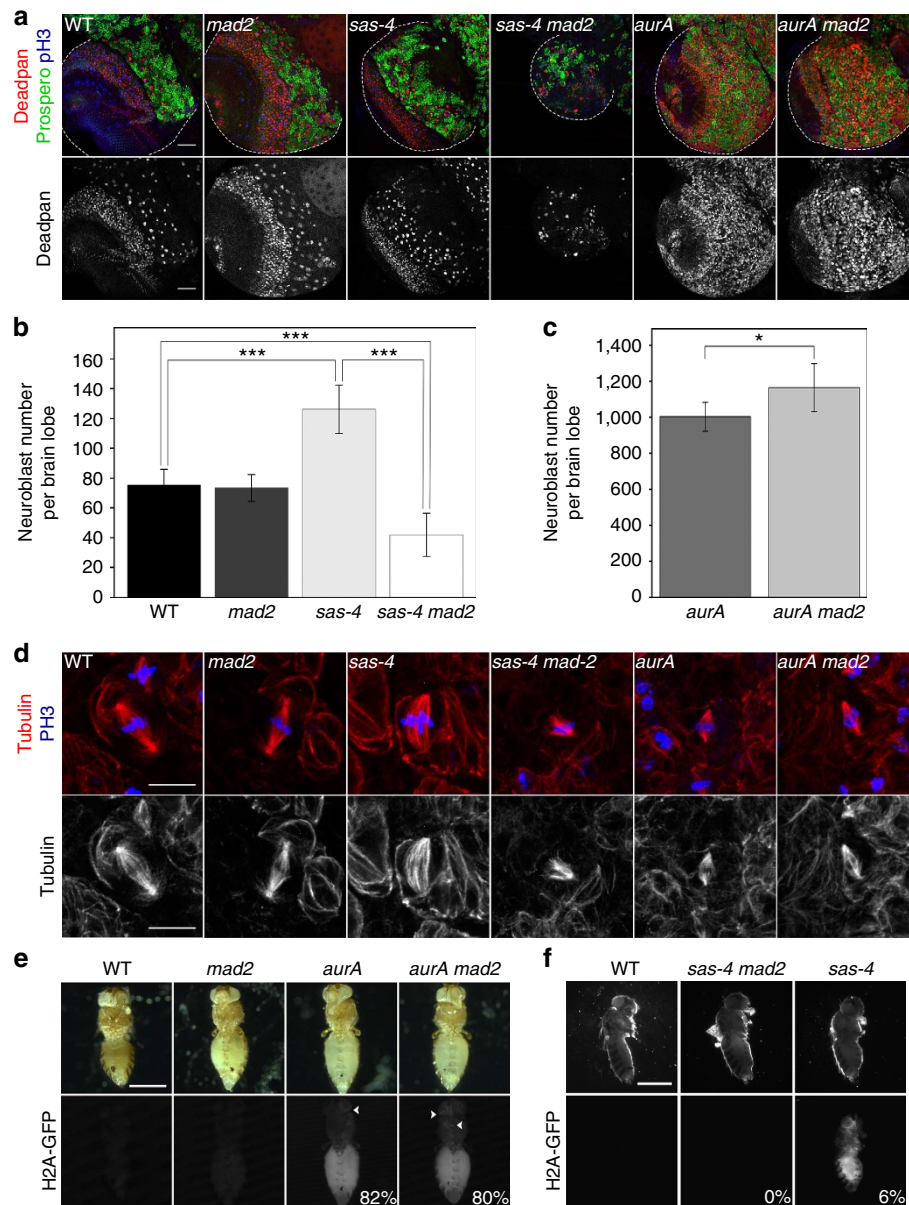 a
WT mad2 sas-4 sas-4 mad2 aurA aurA mad2
Deadpan
Prospero pH3
Deadpan
b
Neuroblast number
per brain lobe
160
140
120
100
80
60
40
20
0
*** *** ***
WT mad2 sas-4 sas-4 mad2
c
Neuroblast number
per brain lobe
1,400
1,200
1,000
800
600
400
200
0
*
aurA aurA mad2
d
WT mad2 sas-4 sas-4 mad-2 aurA aurA mad2
Tubulin
PH3
Tubulin
e
WT mad2 aurA aurA mad2
H2A-GFP
82% 80%
f
WT sas-4 mad2 sas-4
H2A-GFP
0% 6%